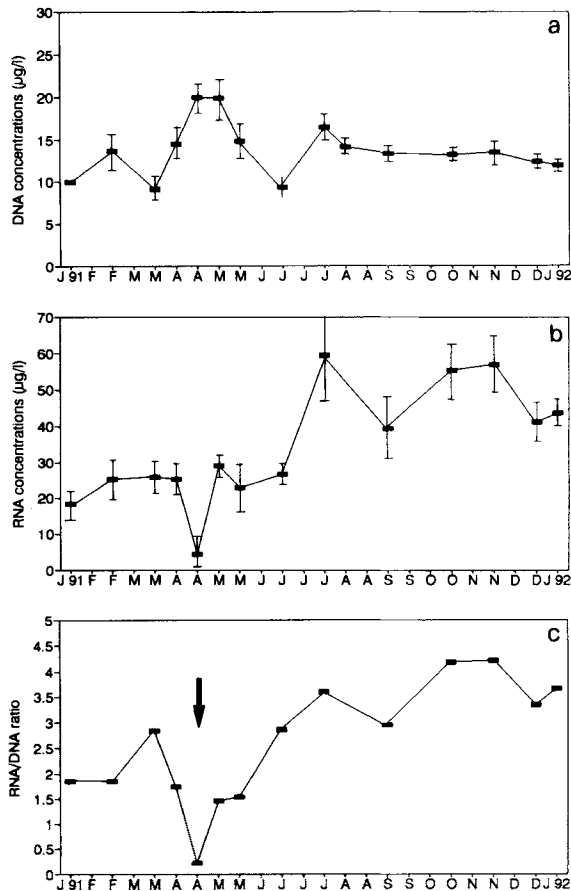 a
DNA concentrations (µg/l)
30
25
20
15
10
5
0
J 91 F F M M A A M M J J J A A S S O O N N D D J 92
b
RNA concentrations (µg/l)
70
60
50
40
30
20
10
0
J 91 F F M M A A M M J J J A A S S O O N N D D J 92
c
RNA/DNA ratio
5
4.5
4
3.5
3
2.5
2
1.5
1
0.5
0
J 91 F F M M A A M M J J J A A S S O O N N D D J 92